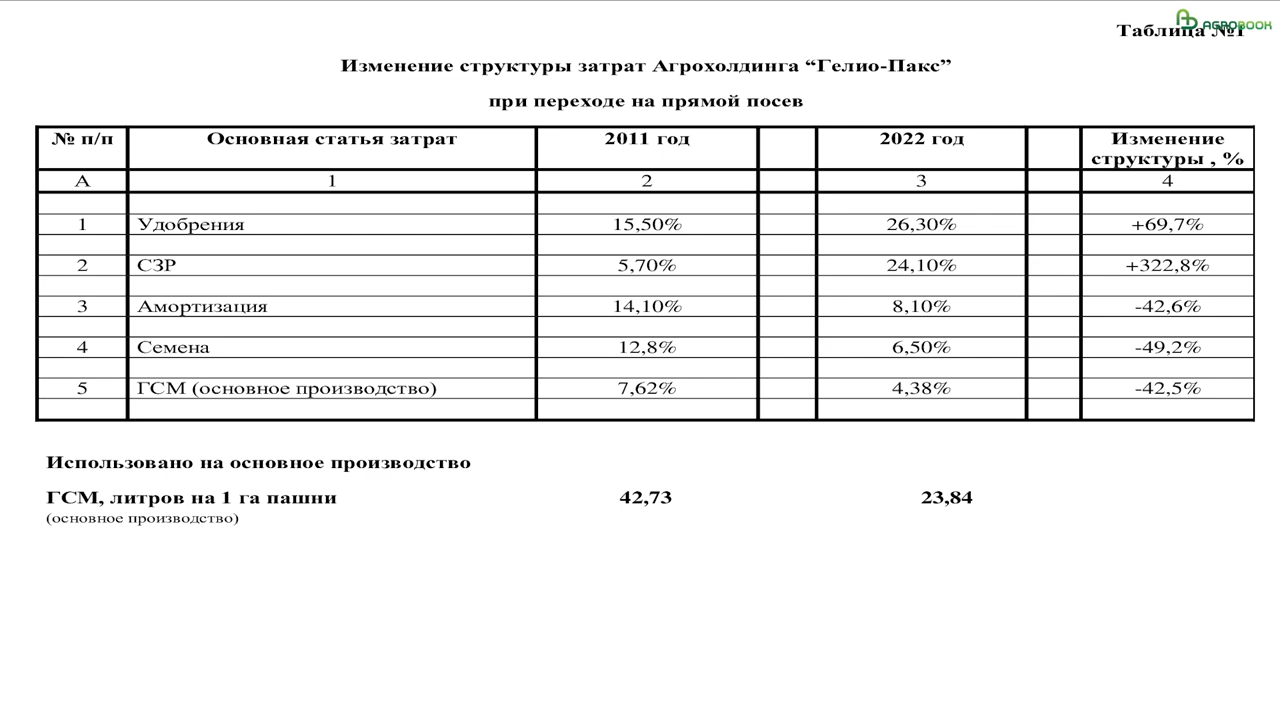 AGROBOOK
Таблица №1
Изменение структуры затрат Агрохолдинга “Гелио-Пакс”
при переходе на прямой посев
№ п/п Основная статья затрат 2011 год 2022 год Изменение
структуры , %
А 1 2 3 4
1 Удобрения 15,50% 26,30% +69,7%
2 СЗР 5,70% 24,10% +322,8%
3 Амортизация 14,10% 8,10% -42,6%
4 Семена 12,8% 6,50% -49,2%
5 ГСМ (основное производство) 7,62% 4,38% -42,5%
Использовано на основное производство
ГСМ, литров на 1 га пашни 42,73 23,84
(основное производство)